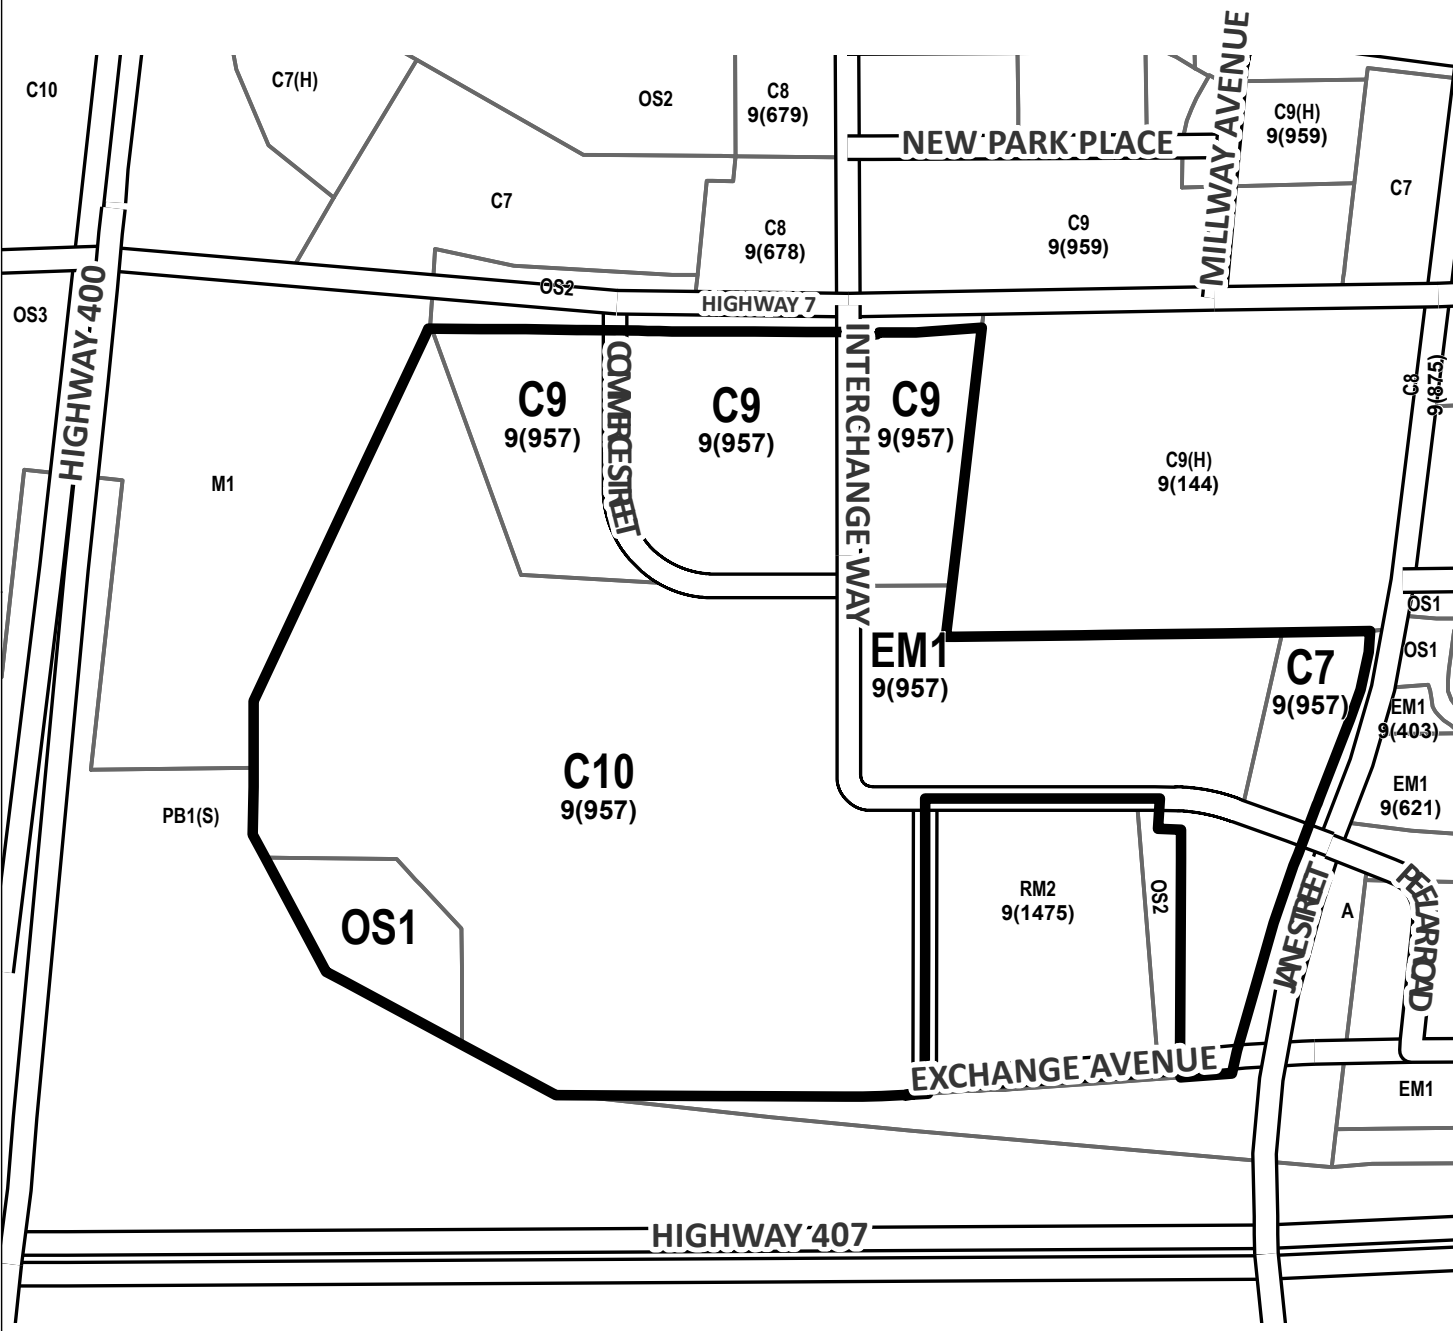 MILLWAY AVENUE
C10
C7(H)
OS2
C8
9(679)
C9(H)
9(959)
NEW PARK PLACE
C7
C7
C8
9(678)
C9
9(959)
OS2
HIGHWAY 7
OS3
HIGHWAY 400
COMMERCE STREET
INTERCHANGE WAY
C9
9(957)
C9
9(957)
C9
9(957)
C8
9(875)
M1
C9(H)
9(144)
OS1
OS1
EM1
9(957)
C7
9(957)
EM1
9(403)
C10
9(957)
EM1
9(621)
PB1(S)
RM2
9(1475)
OS2
OS1
A
JANE STREET
PEELAR ROAD
EXCHANGE AVENUE
EM1
HIGHWAY 407